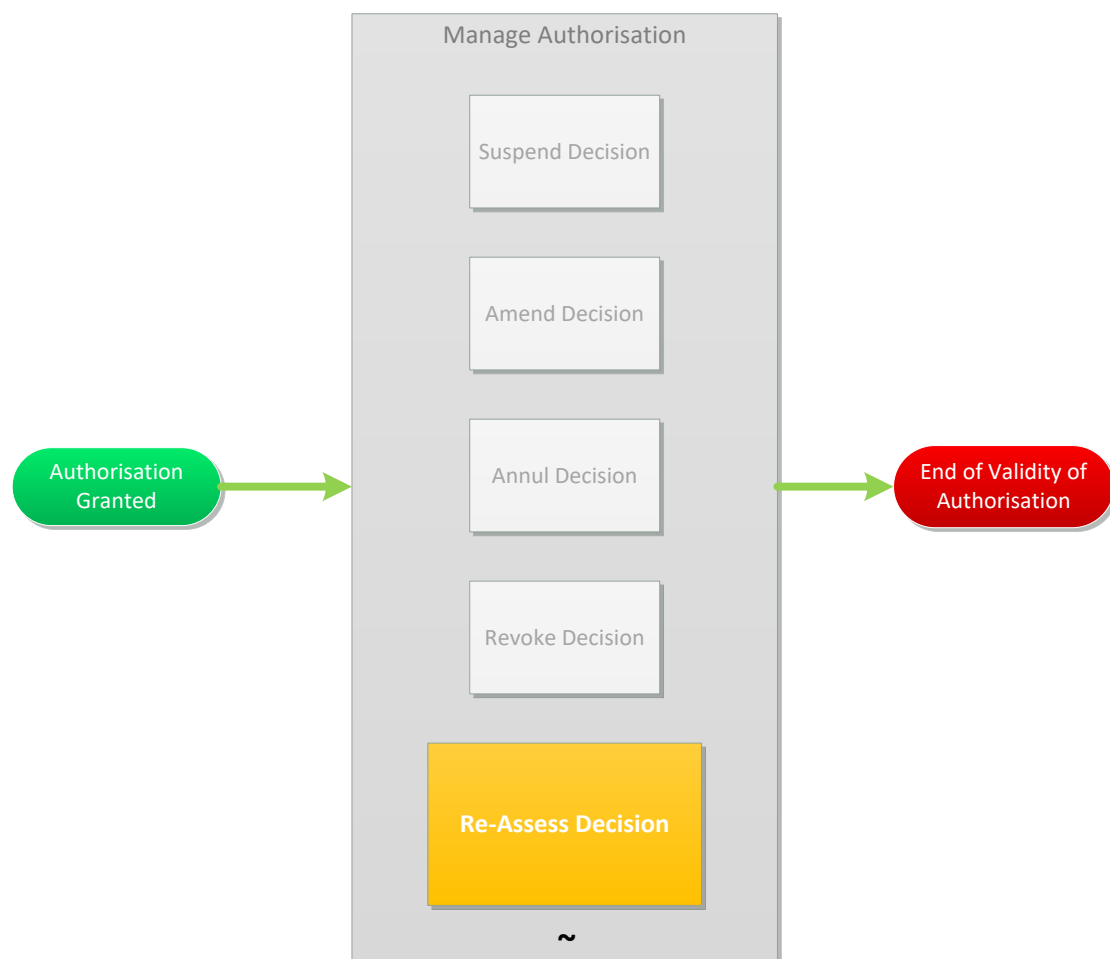 Manage Authorisation
Suspend Decision
Amend Decision
Authorisation
Granted
Annul Decision
End of Validity of
Authorisation
Revoke Decision
Re-Assess Decision
~